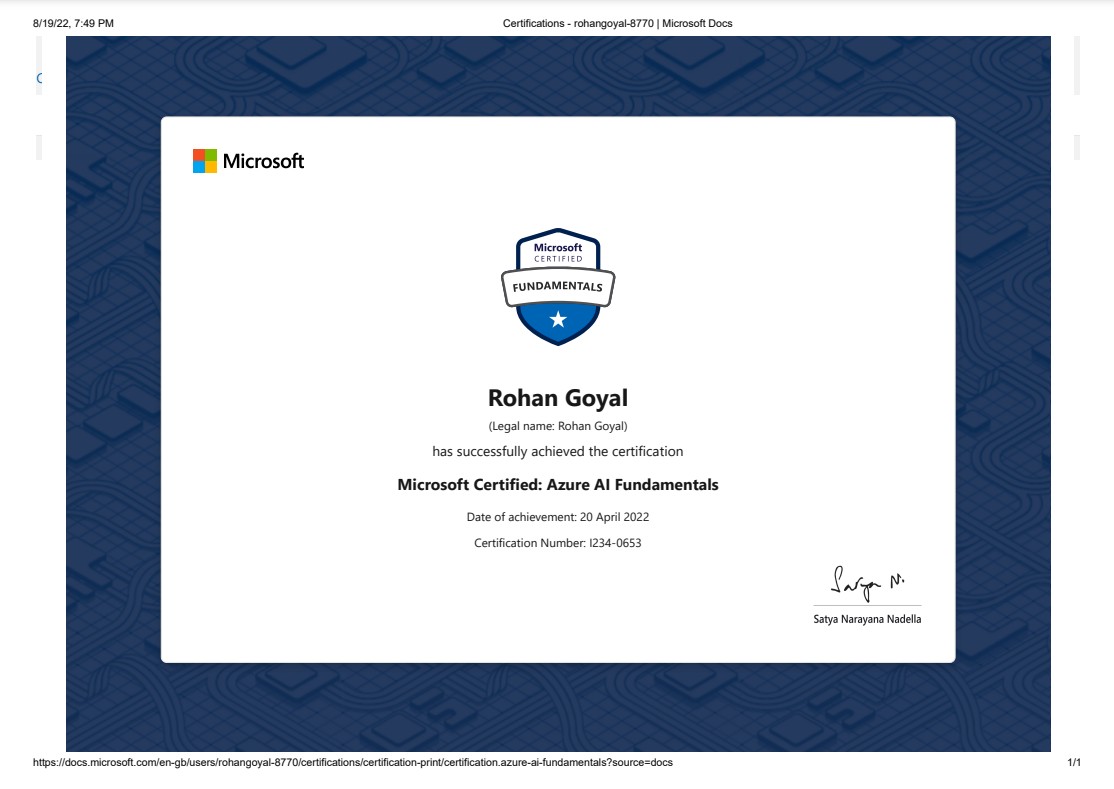 8/19/22, 7:49 PM Certifications - rohangoyal-8770 | Microsoft Docs
Microsoft
Microsoft
CERTIFIED
FUNDAMENTALS
Rohan Goyal
(Legal name: Rohan Goyal)
has successfully achieved the certification
Microsoft Certified: Azure AI Fundamentals
Date of achievement: 20 April 2022
Certification Number: I234-0653
Satya N.
Satya Narayana Nadella
https://docs.microsoft.com/en-gb/users/rohangoyal-8770/certifications/certification-print/certification.azure-ai-fundamentals?source=docs 1/1